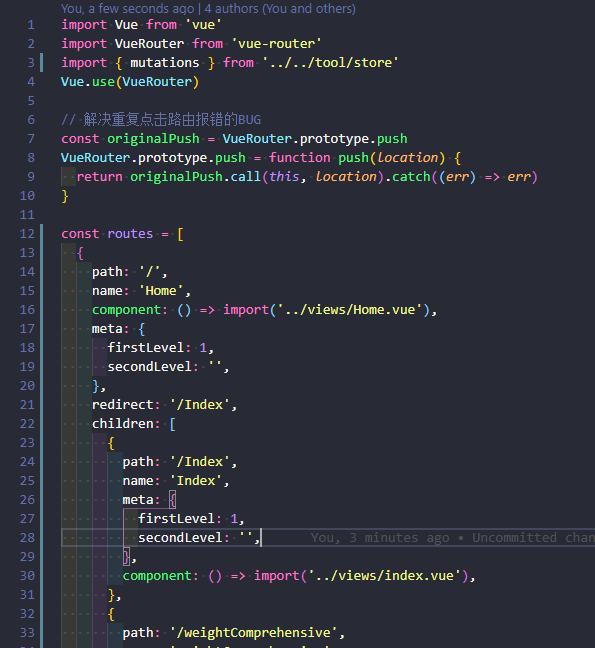 You, a few seconds ago | 4 authors (You and others)
1 import Vue from 'vue'
2 import VueRouter from 'vue-router'
3 import { mutations } from '../../tool/store'
4 Vue.use(VueRouter)
5
6 // 解决重复点击路由报错的BUG
7 const originalPush = VueRouter.prototype.push
8 VueRouter.prototype.push = function push(location) {
9   return originalPush.call(this, location).catch((err) => err)
10 }
11
12 const routes = [
13   {
14     path: '/',
15     name: 'Home',
16     component: () => import('../views/Home.vue'),
17     meta: {
18       firstLevel: 1,
19       secondLevel: '',
20     },
21     redirect: '/Index',
22     children: [
23       {
24         path: '/Index',
25         name: 'Index',
26         meta: {
27           firstLevel: 1,
28           secondLevel: '', You, 3 minutes ago • Uncommitted chan
29         },
30         component: () => import('../views/index.vue'),
31       },
32       {
33         path: '/weightComprehensive',